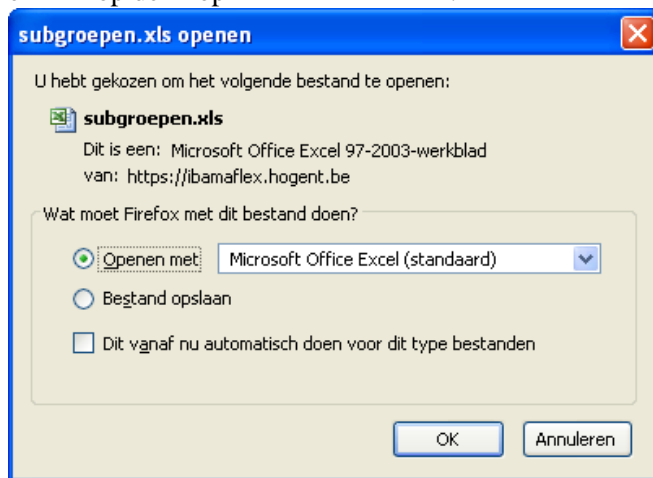 subgroepen.xls openen
U hebt gekozen om het volgende bestand te openen:
subgroepen.xls
Dit is een: Microsoft Office Excel 97-2003-werkblad
van: https://ibamaflex.hogent.be
Wat moet Firefox met dit bestand doen?
Openen met Microsoft Office Excel (standaard)
Bestand opslaan
Dit vanaf nu automatisch doen voor dit type bestanden
OK Annuleren